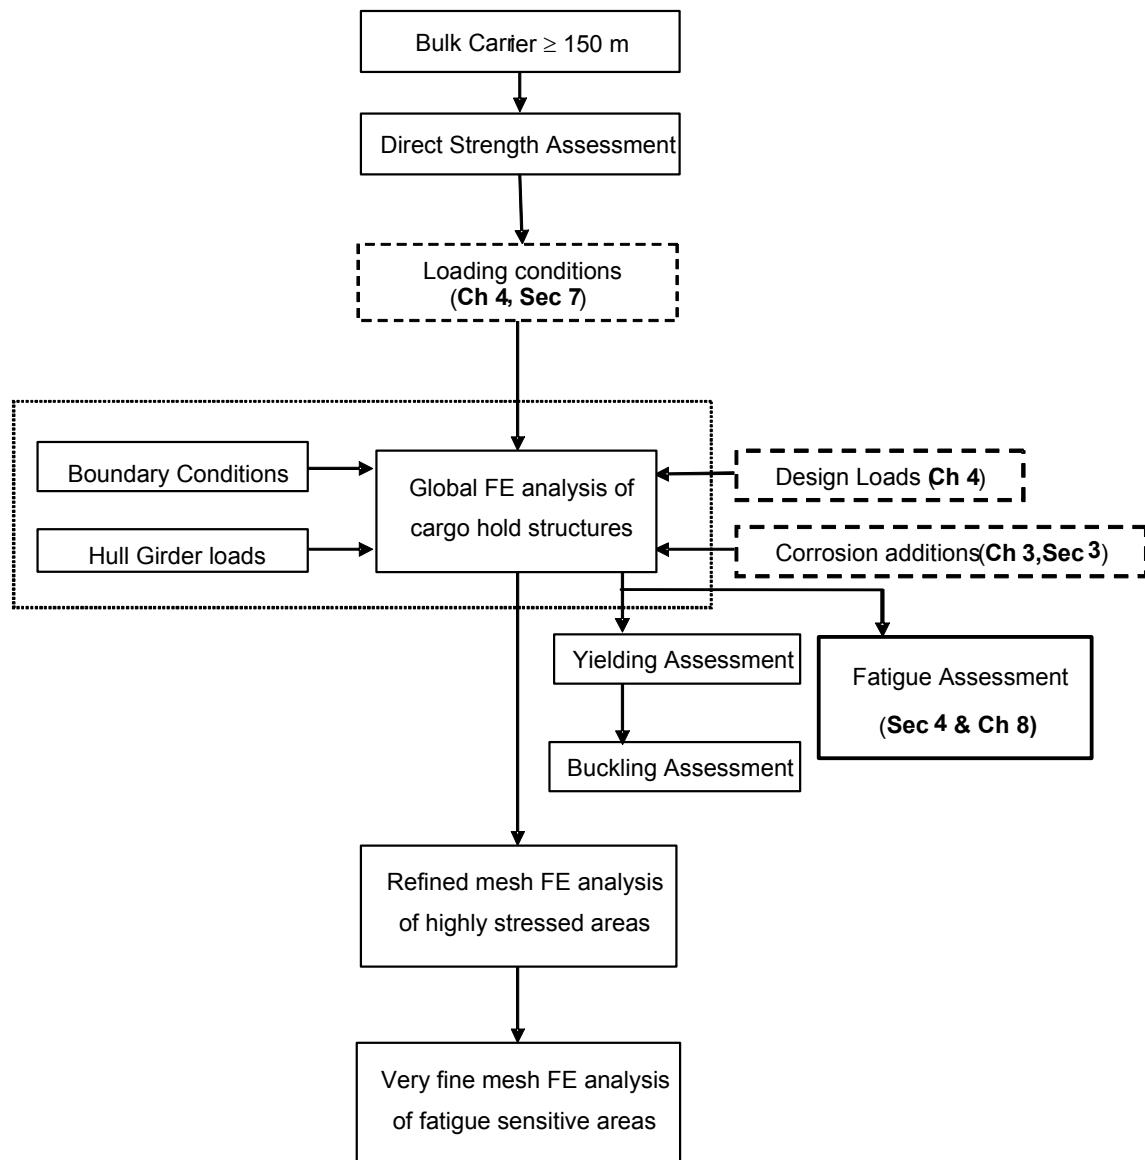 Bulk Carrier ≥ 150 m
Direct Strength Assessment
Loading conditions
(Ch 4, Sec 7)
Boundary Conditions
Hull Girder loads
Global FE analysis of
cargo hold structures
Design Loads (Ch 4)
Corrosion additions(Ch 3,Sec 3)
Yielding Assessment
Buckling Assessment
Fatigue Assessment
(Sec 4 & Ch 8)
Refined mesh FE analysis
of highly stressed areas
Very fine mesh FE analysis
of fatigue sensitive areas